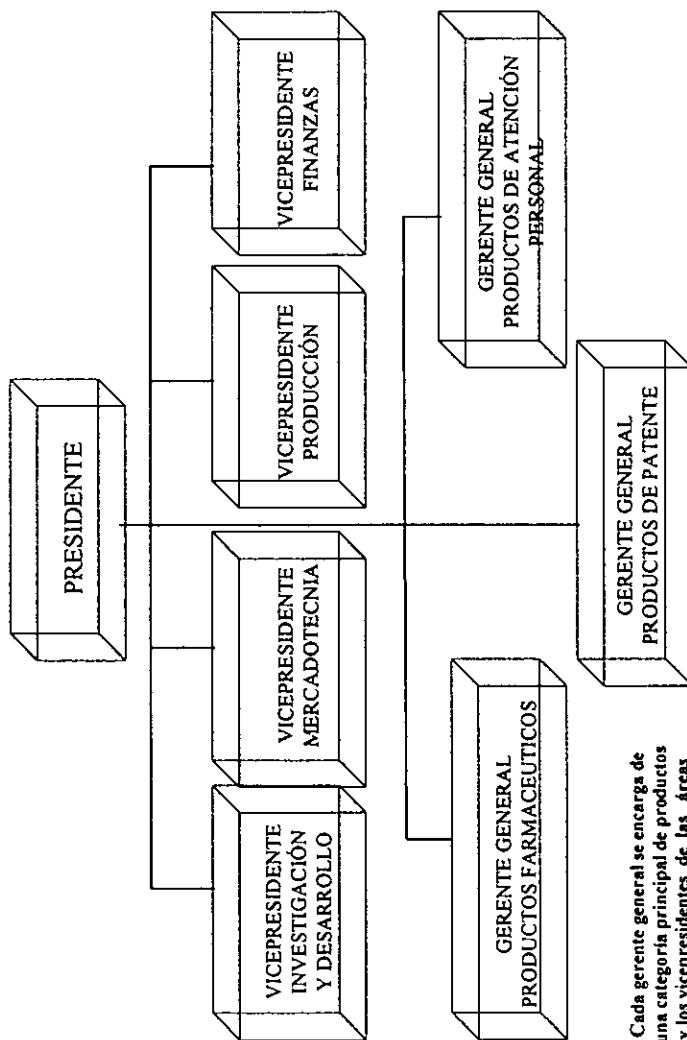 PRESIDENTE
VICEPRESIDENTE
INVESTIGACIÓN
Y DESARROLLO
VICEPRESIDENTE
MERCADOTECNIA
VICEPRESIDENTE
PRODUCCIÓN
VICEPRESIDENTE
FINANZAS
GERENTE GENERAL
PRODUCTOS FARMACEUTICOS
GERENTE GENERAL
PRODUCTOS DE PATENTE
GERENTE GENERAL
PRODUCTOS DE ATENCIÓN
PERSONAL
Cada gerente general se encarga de
una categoría principal de productos
y los vicepresidentes de las áreas